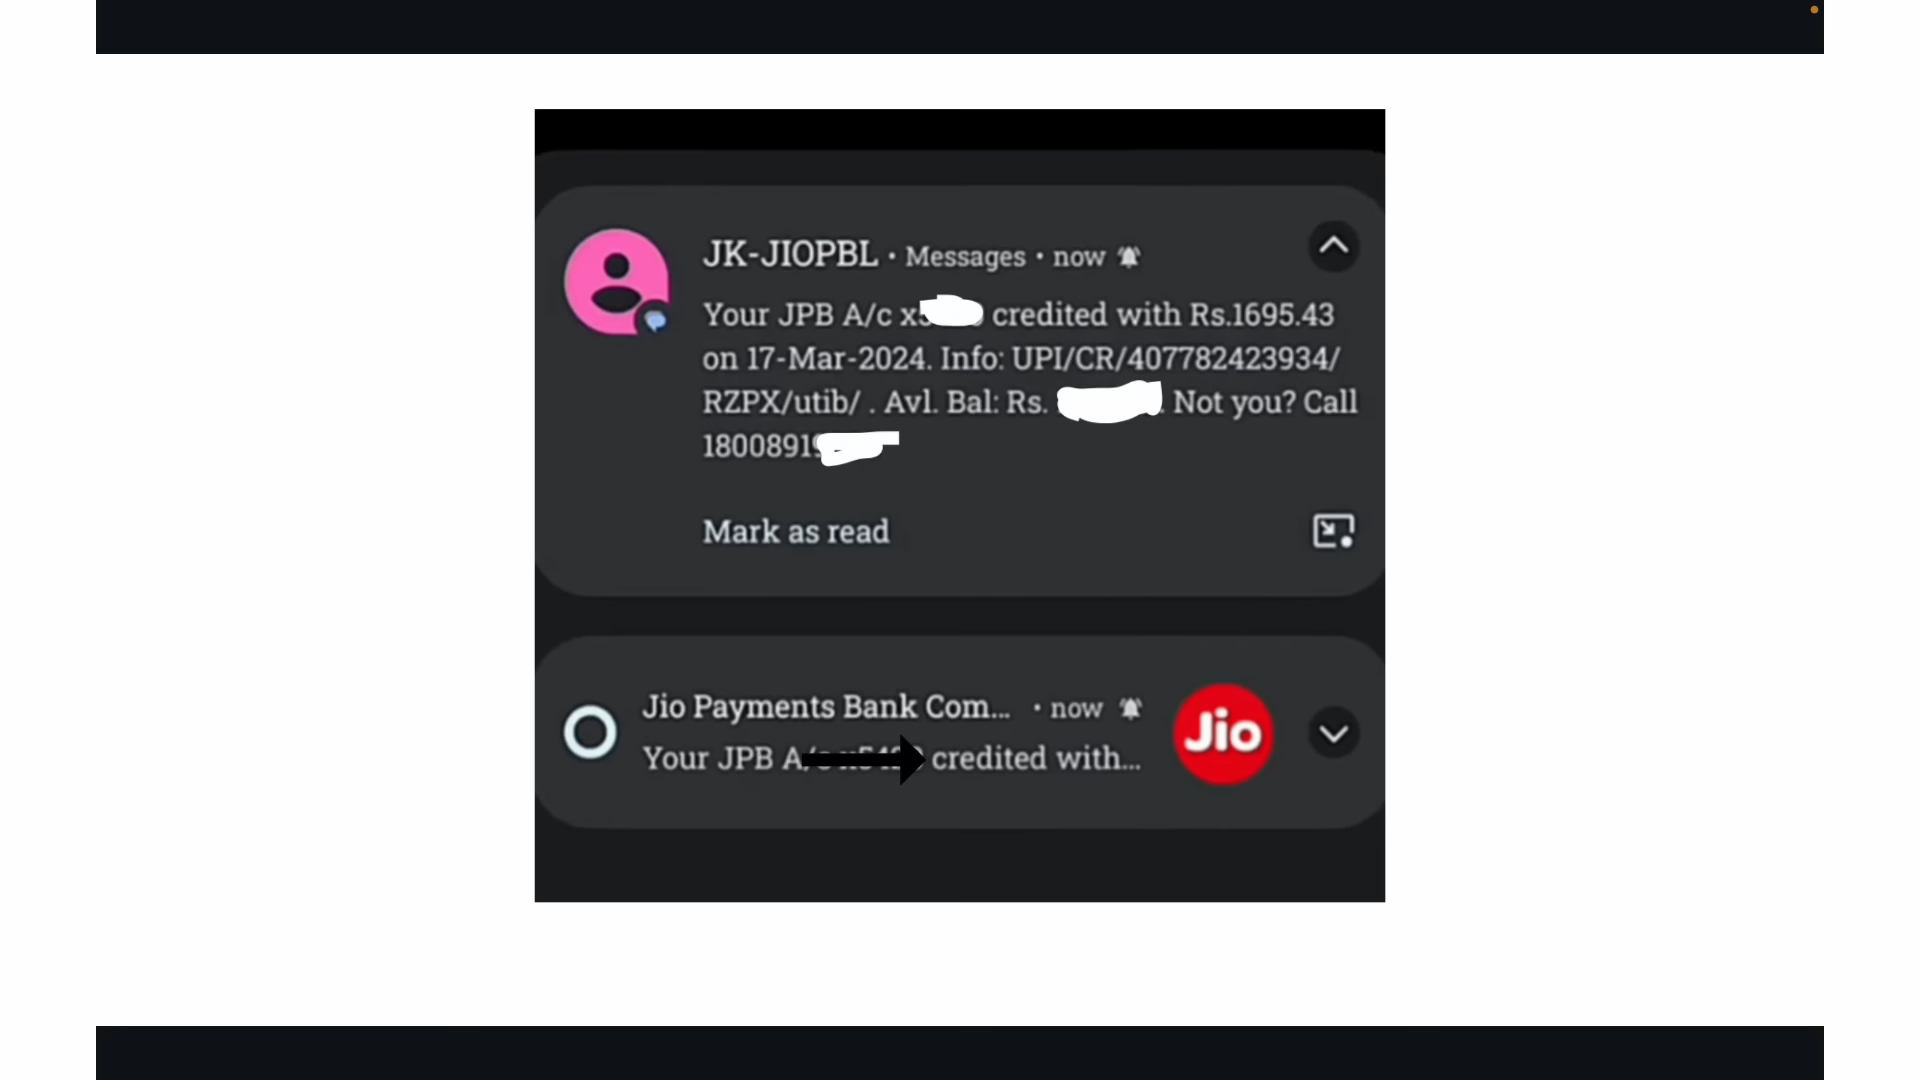 JK-JIOPBL • Messages • now
Your JPB A/c credited with Rs.1695.43
on 17-Mar-2024. Info: UPI/CR/407782423934/
RZPX/utib/ . Avl. Bal: Rs. Not you? Call
1800891
Mark as read
Jio Payments Bank Com... • now
Your JPB credited with...
Jio